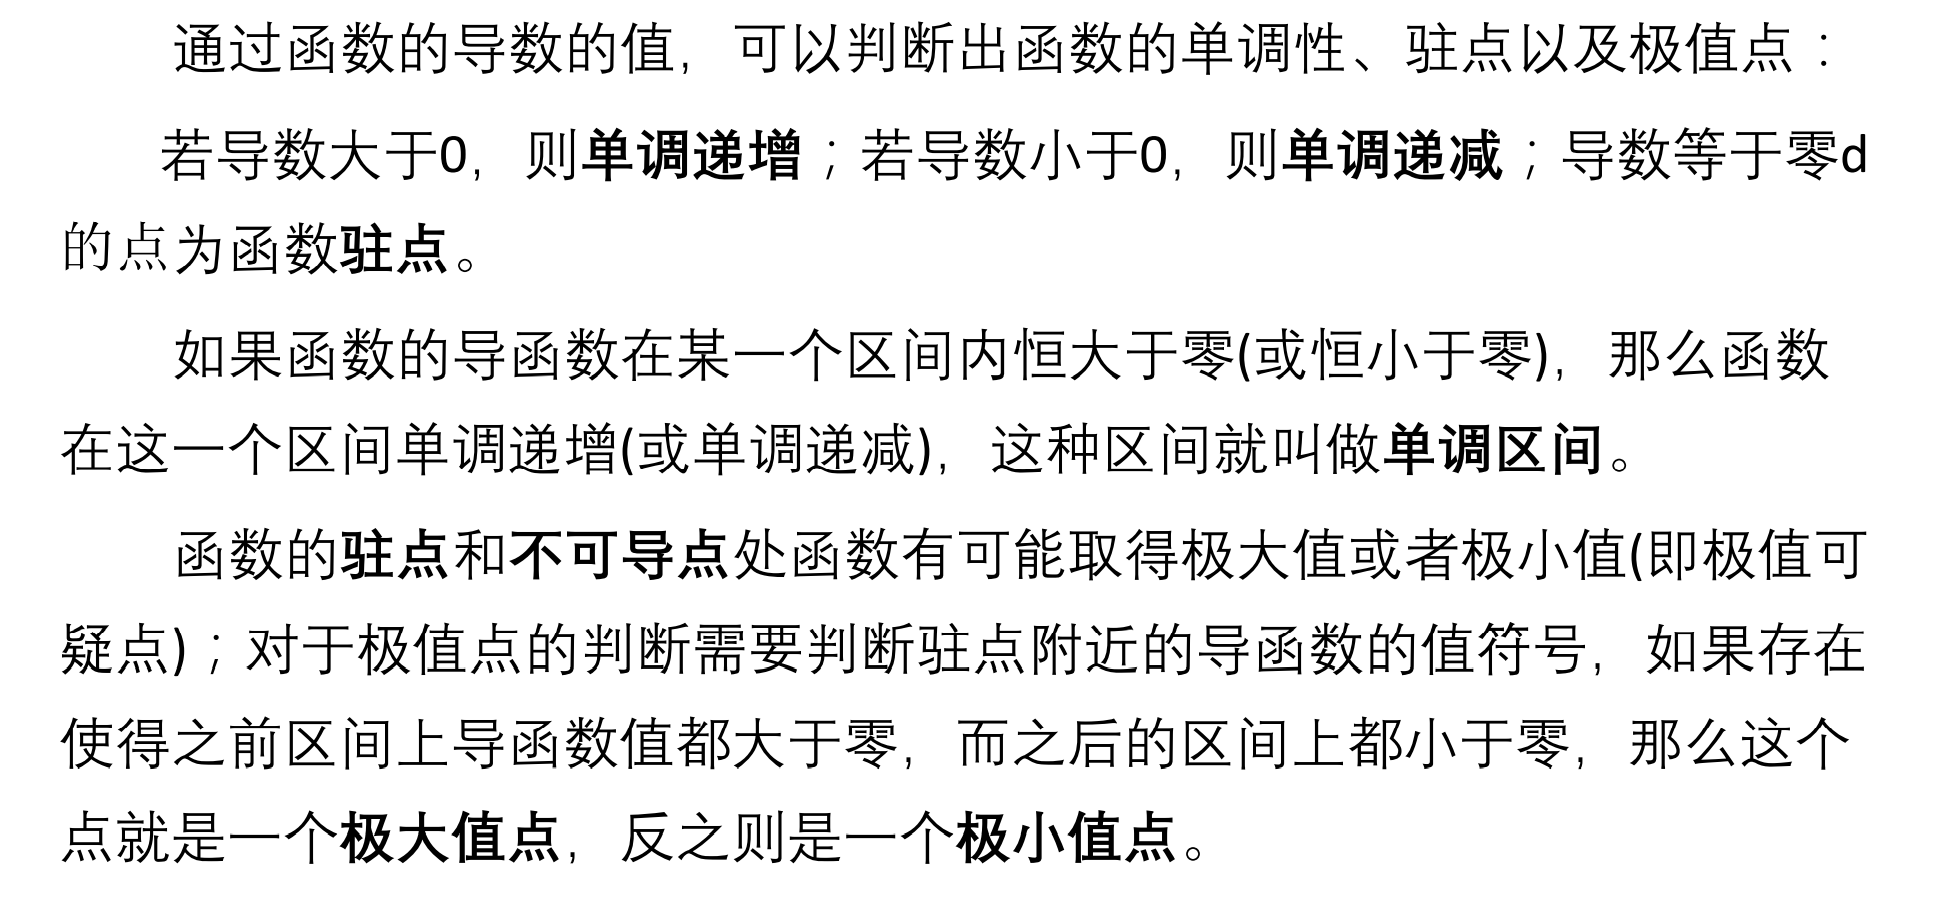 通过函数的导数的值，可以判断出函数的单调性、驻点以及极值点：
若导数大于0，则单调递增；若导数小于0，则单调递减；导数等于零d
的点为函数驻点。
如果函数的导函数在某一个区间内恒大于零(或恒小于零)，那么函数
在这一个区间单调递增(或单调递减)，这种区间就叫做单调区间。
函数的驻点和不可导点处函数有可能取得极大值或者极小值(即极值可
疑点)；对于极值点的判断需要判断驻点附近的导函数的值符号，如果存在
使得之前区间上导函数值都大于零，而之后的区间上都小于零，那么这个
点就是一个极大值点，反之则是一个极小值点。